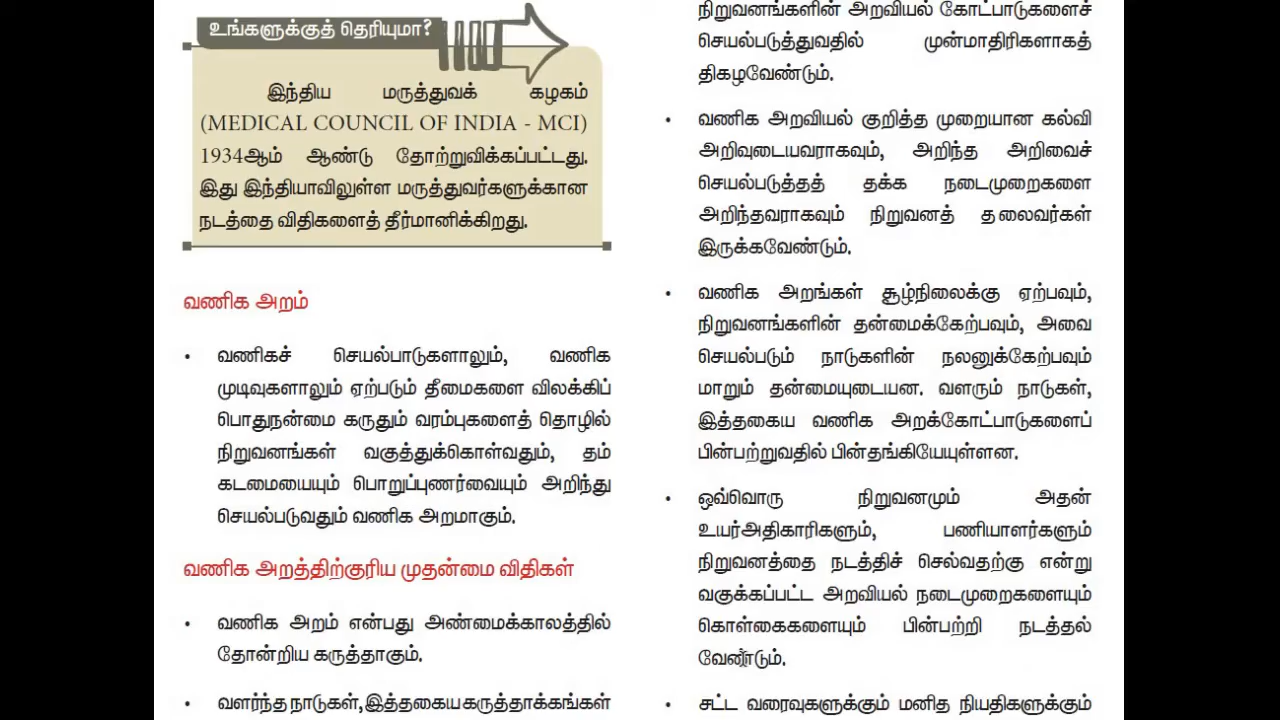 உங்களுக்குத் தெரியுமா?
இந்திய மருத்துவக் கழகம்
(MEDICAL COUNCIL OF INDIA - MCI)
1934ஆம் ஆண்டு தோற்றுவிக்கப்பட்டது.
இது இந்தியாவிலுள்ள மருத்துவர்களுக்கான
நடத்தை விதிகளைத் தீர்மானிக்கிறது.
வணிக அறம்
• வணிகச் செயல்பாடுகளாலும், வணிக
முடிவுகளாலும் ஏற்படும் தீமைகளை விலக்கிப்
பொதுநன்மை கருதும் வரம்புகளைத் தொழில்
நிறுவனங்கள் வகுத்துக்கொள்வதும், தம்
கடமையையும் பொறுப்புணர்வையும் அறிந்து
செயல்படுவதும் வணிக அறமாகும்.
வணிக அறத்திற்குரிய முதன்மை விதிகள்
• வணிக அறம் என்பது அண்மைக்காலத்தில்
தோன்றிய கருத்தாகும்.
• வளர்ந்த நாடுகள்,இத்தகைய கருத்தாக்கங்கள்
நிறுவனங்களின் அறவியல் கோட்பாடுகளைச்
செயல்படுத்துவதில் முன்மாதிரிகளாகத்
திகழவேண்டும்.
• வணிக அறவியல் குறித்த முறையான கல்வி
அறிவுடையவராகவும், அறிந்த அறிவைச்
செயல்படுத்தத் தக்க நடைமுறைகளை
அறிந்தவராகவும் நிறுவனத் தலைவர்கள்
இருக்கவேண்டும்.
• வணிக அறங்கள் சூழ்நிலைக்கு ஏற்பவும்,
நிறுவனங்களின் தன்மைக்கேற்பவும், அவை
செயல்படும் நாடுகளின் நலனுக்கேற்பவும்
மாறும் தன்மையுடையன. வளரும் நாடுகள்,
இத்தகைய வணிக அறக்கோட்பாடுகளைப்
பின்பற்றுவதில் பின்தங்கியேயுள்ளன.
• ஒவ்வொரு நிறுவனமும் அதன்
உயர்அதிகாரிகளும், பணியாளர்களும்
நிறுவனத்தை நடத்திச் செல்வதற்கு என்று
வகுக்கப்பட்ட அறவியல் நடைமுறைகளையும்
கொள்கைகளையும் பின்பற்றி நடத்தல்
வேண்டும்.
• சட்ட வரைவுகளுக்கும் மனித நியதிகளுக்கும்